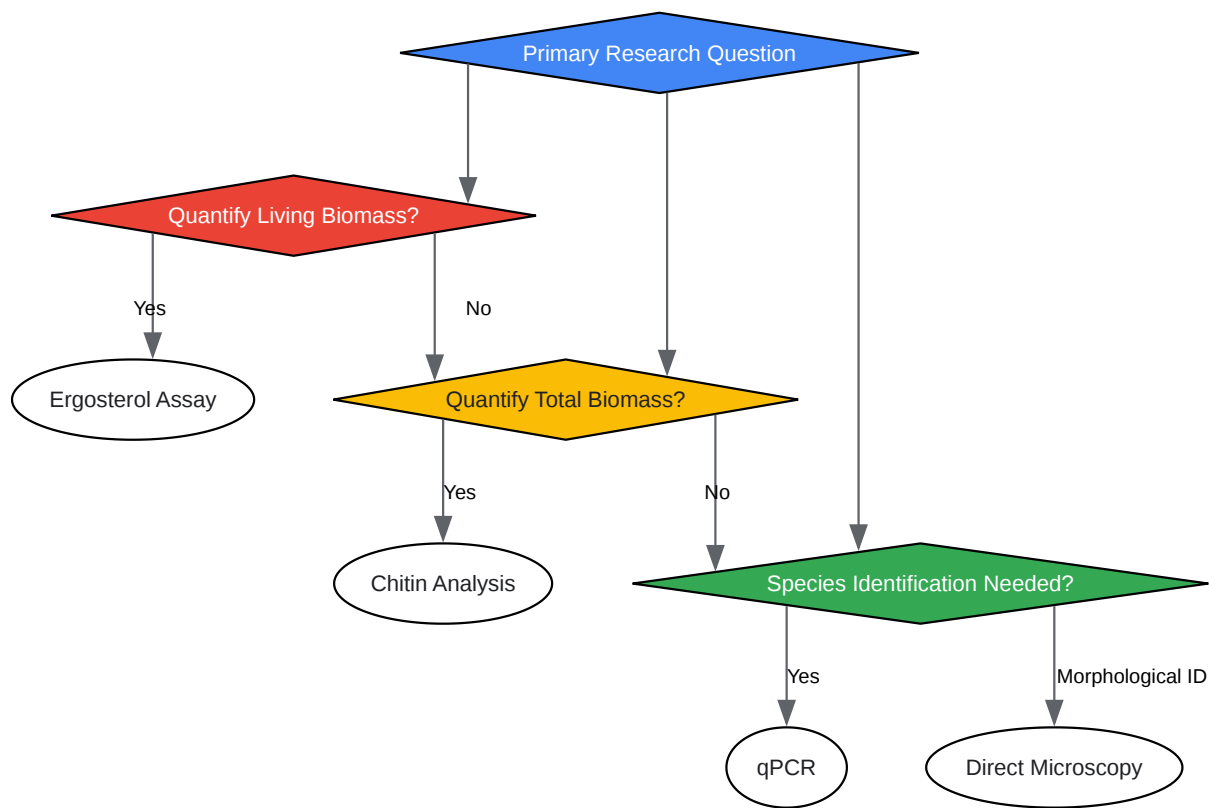 Primary Research Question
Quantify Living Biomass?
Yes
No
Ergosterol Assay
Quantify Total Biomass?
Yes
No
Chitin Analysis
Species Identification Needed?
Yes
Morphological ID
qPCR
Direct Microscopy